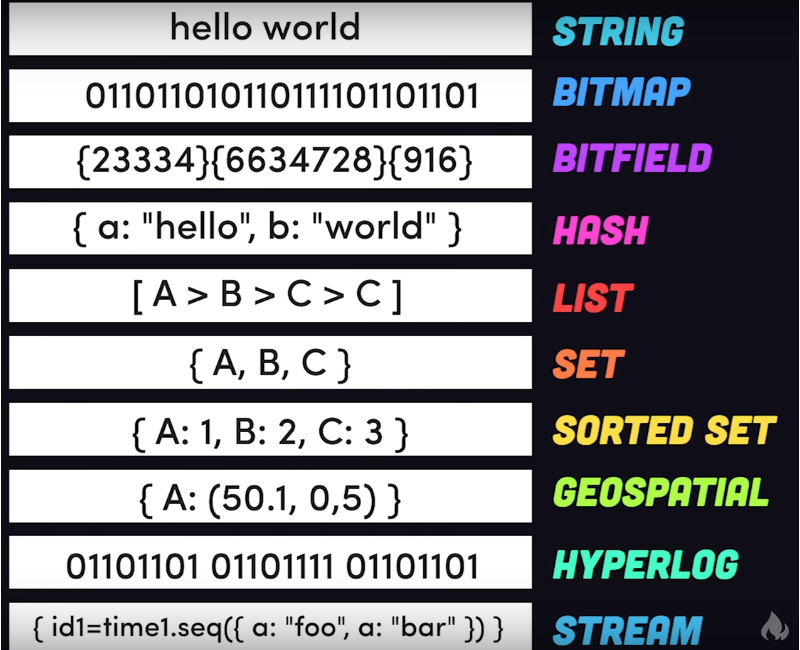 hello world STRING
011011010110111101101101 BITMAP
{23334}{6634728}{916} BITFIELD
{ a: "hello", b: "world" } HASH
[ A > B > C > C ] LIST
{ A, B, C } SET
{ A: 1, B: 2, C: 3 } SORTED SET
{ A: (50.1, 0,5) } GEOSPATIAL
01101101 01101111 01101101 HYPERLOG
{ id1=time1.seq({ a: "foo", a: "bar" }) } STREAM